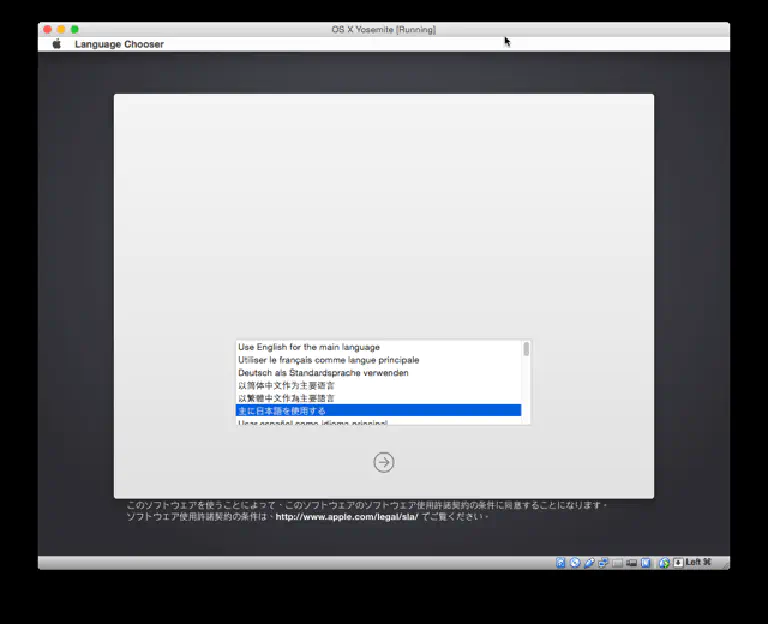 OS X Yosemite [Running]
Language Chooser
Use English for the main language
Utiliser le français comme langue principale
Deutsch als Standardsprache verwenden
以简体中文作为主要语言
以繁體中文作為主要語言
主に日本語を使用する
Usar español como idioma principal
このソフトウェアを使うことによって、このソフトウェアのソフトウェア使用許諾契約の条件に同意することになります。
ソフトウェア使用許諾契約の条件は、http://www.apple.com/legal/sla/ でご覧ください。
Left ⌘